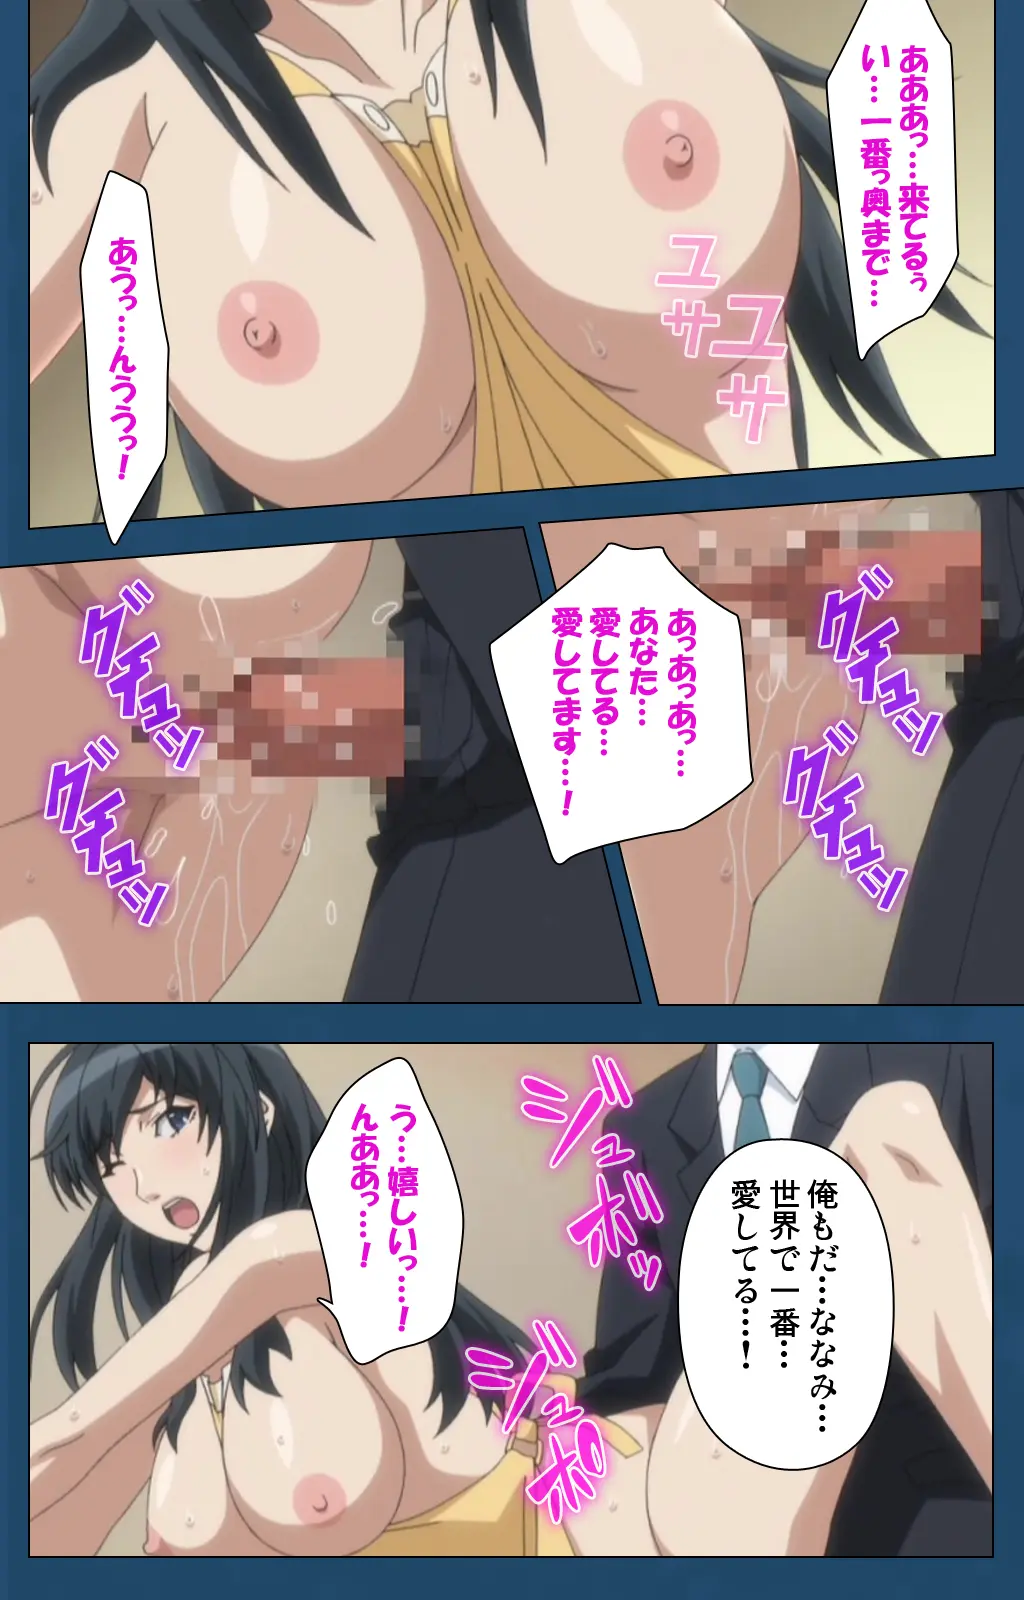 あああっ…来てるぅ
い…一番っ奥まで…
ユサ
ユサ
あうっ…んううっ！
あっあっあっ…
あなた…
愛してる…
愛してます…！
グチュッ
グチュッ
グチュッ
グチュッ
ジュボッ
う…嬉しいっ…！
んああっ…！
俺もだ…ななみ…
世界で一番…
愛してる…！
ジュポ